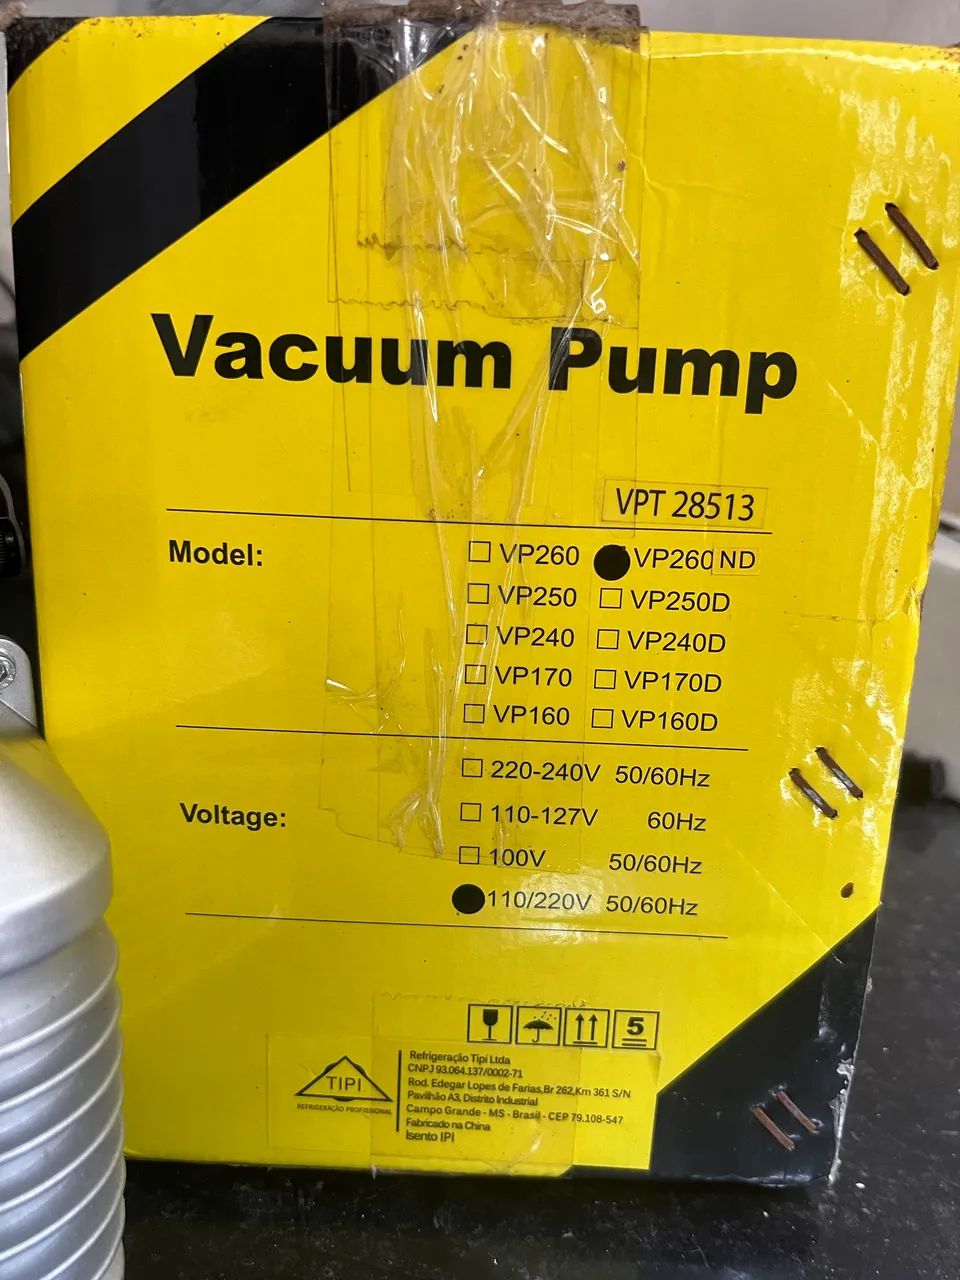 Vacuum Pump
VPT 28513
Model:
VP260 VP260 ND
VP250 VP250D
VP240 VP240D
VP170 VP170D
VP160 VP160D
Voltage:
220-240V 50/60Hz
110-127V 60Hz
100V 50/60Hz
110/220V 50/60Hz
5
TIPI
REFRIGERAÇÃO PROFISSIONAL
Refrigeração Tipi Ltda
CNPJ 93.064.137/0002-71
Rod. Edegar Lopes de Farias,Br 262,Km 361 S/N
Pavilhão A3, Distrito Industrial
Campo Grande - MS - Brasil - CEP 79.108-547
Fabricado na China
Isento IPI